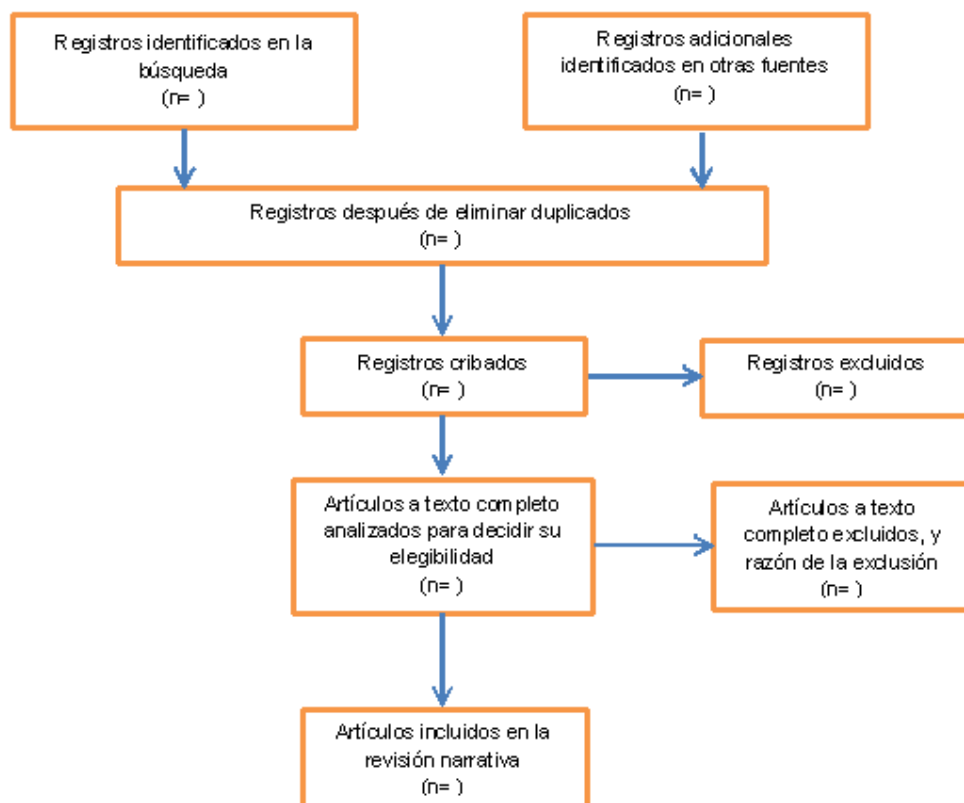 Registros identificados en la
búsqueda
(n= )
Registros adicionales
identificados en otras fuentes
(n= )
Registros después de eliminar duplicados
(n= )
Registros cribados
(n= )
Registros excluidos
(n= )
Artículos a texto completo
analizados para decidir su
elegibilidad
(n= )
Artículos a texto
completo excluidos, y
razón de la exclusión
(n= )
Artículos incluidos en la
revisión narrativa
(n= )